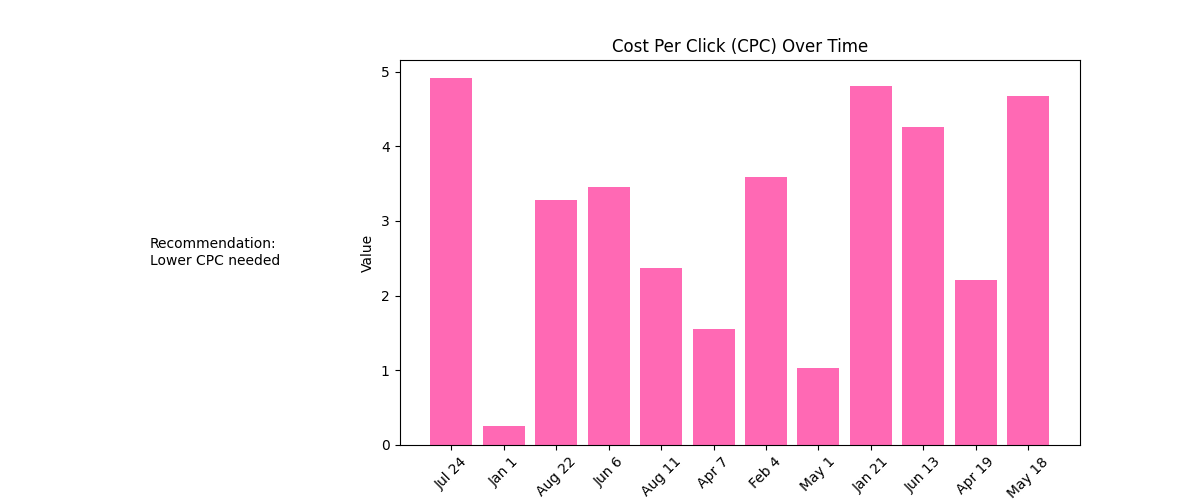 Cost Per Click (CPC) Over Time
Recommendation:
Lower CPC needed
Value
5
4
3
2
1
0
Jul 24
Jan 1
Aug 22
Jun 6
Aug 11
Apr 7
Feb 4
May 1
Jan 21
Jun 13
Apr 19
May 18